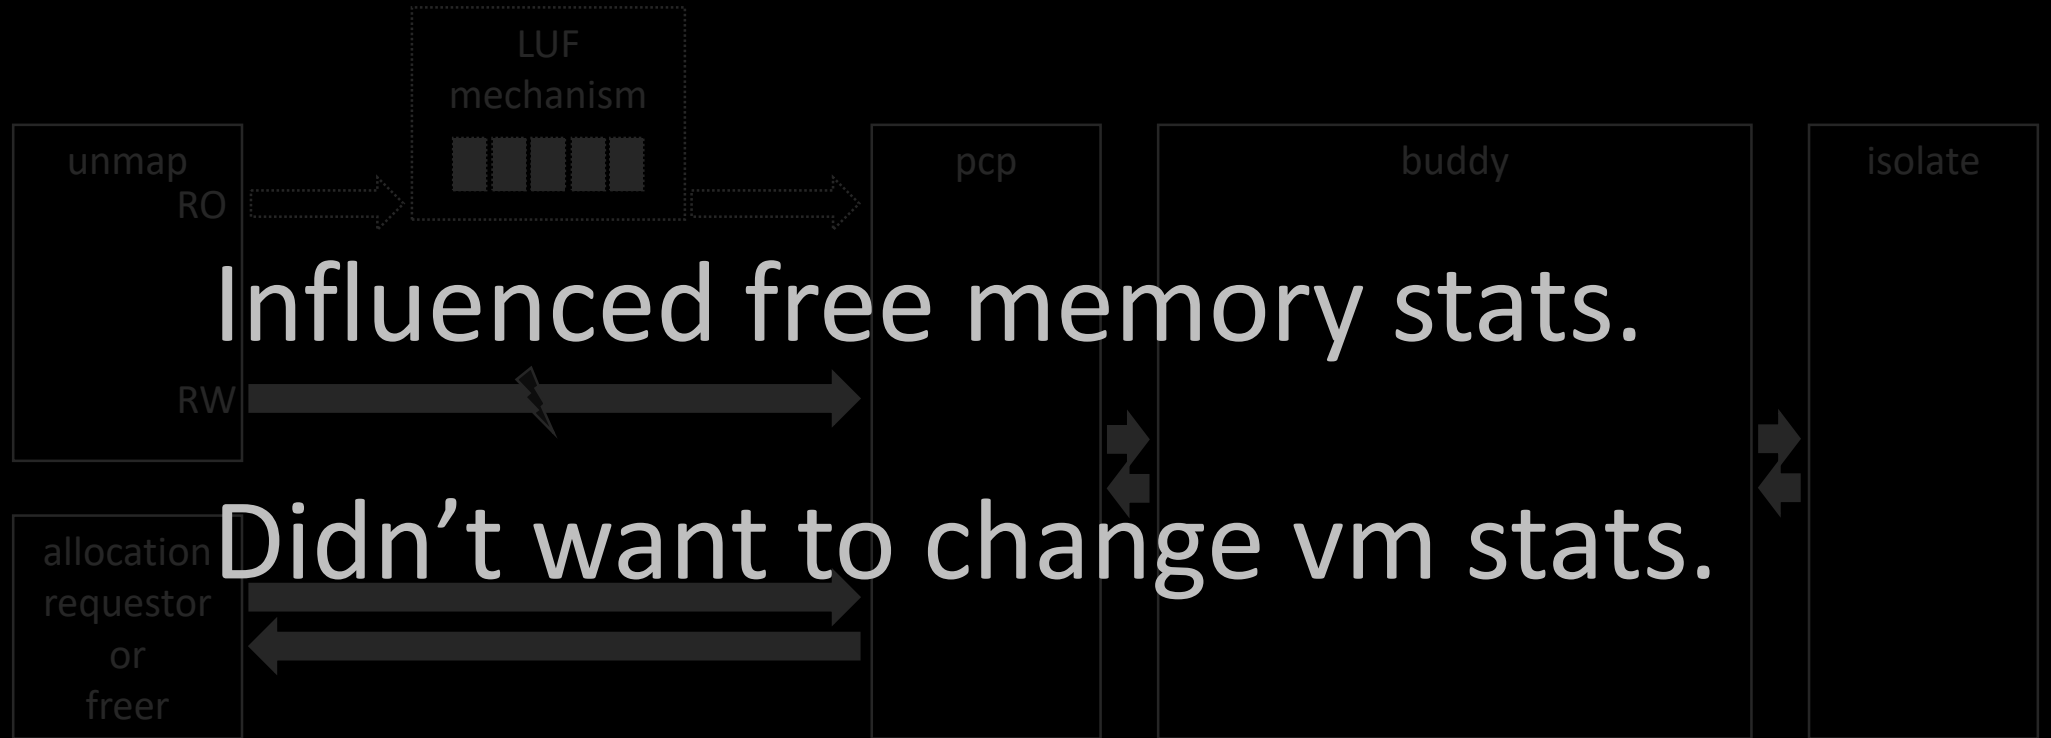 LUF
mechanism
unmap
RO
pcp
buddy
isolate
Influenced free memory stats.
RW
Didn’t want to change vm stats.
allocation
requestor
or
freer